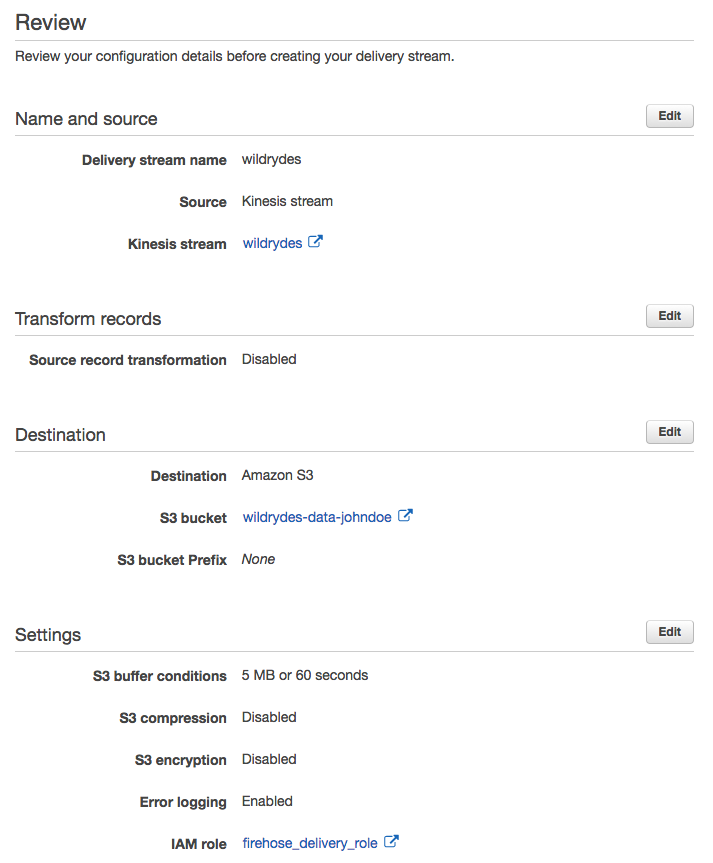 Review
Review your configuration details before creating your delivery stream.
Name and source Edit
Delivery stream name wildrydes
Source Kinesis stream
Kinesis stream wildrydes
Transform records Edit
Source record transformation Disabled
Destination Edit
Destination Amazon S3
S3 bucket wildrydes-data-johndoe
S3 bucket Prefix None
Settings Edit
S3 buffer conditions 5 MB or 60 seconds
S3 compression Disabled
S3 encryption Disabled
Error logging Enabled
IAM role firehose_delivery_role